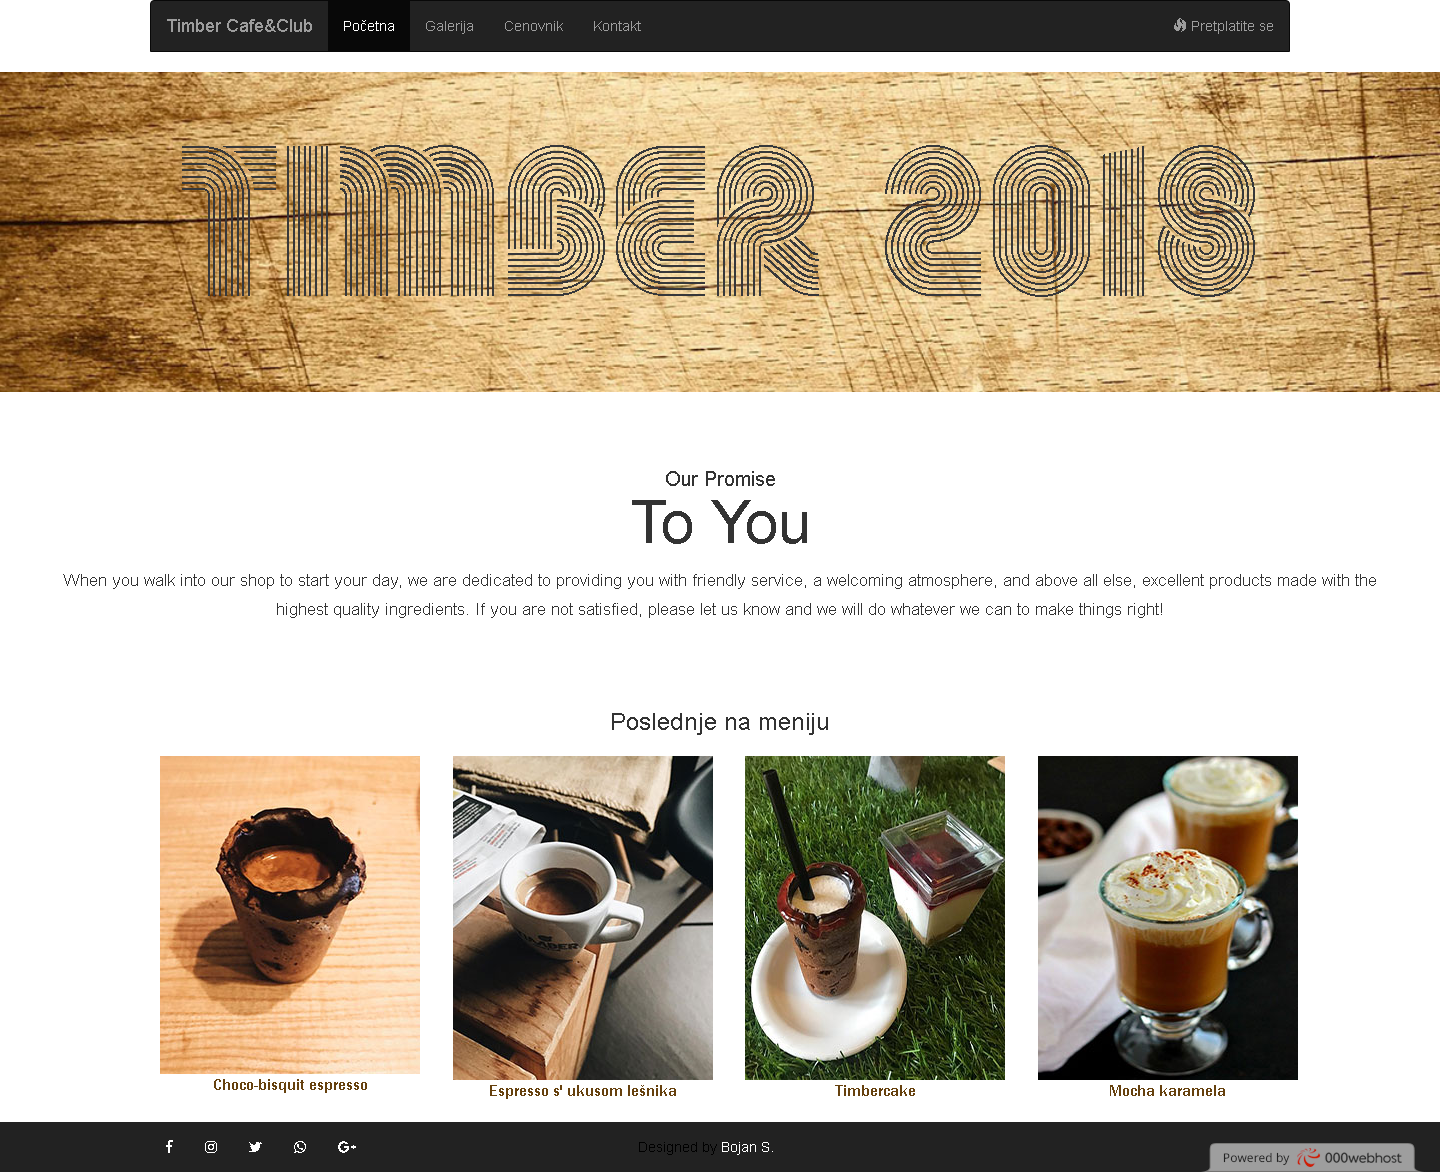 Timber Cafe&Club
Početna
Galerija
Cenovnik
Kontakt
Pretplatite se
TIMBER 2018
Our Promise
To You
When you walk into our shop to start your day, we are dedicated to providing you with friendly service, a welcoming atmosphere, and above all else, excellent products made with the
highest quality ingredients. If you are not satisfied, please let us know and we will do whatever we can to make things right!
Poslednje na meniju
Choco-bisquit espresso
Espresso s' ukusom lešnika
Timbercake
Mocha karamela
Designed by Bojan S.
Powered by 000webhost